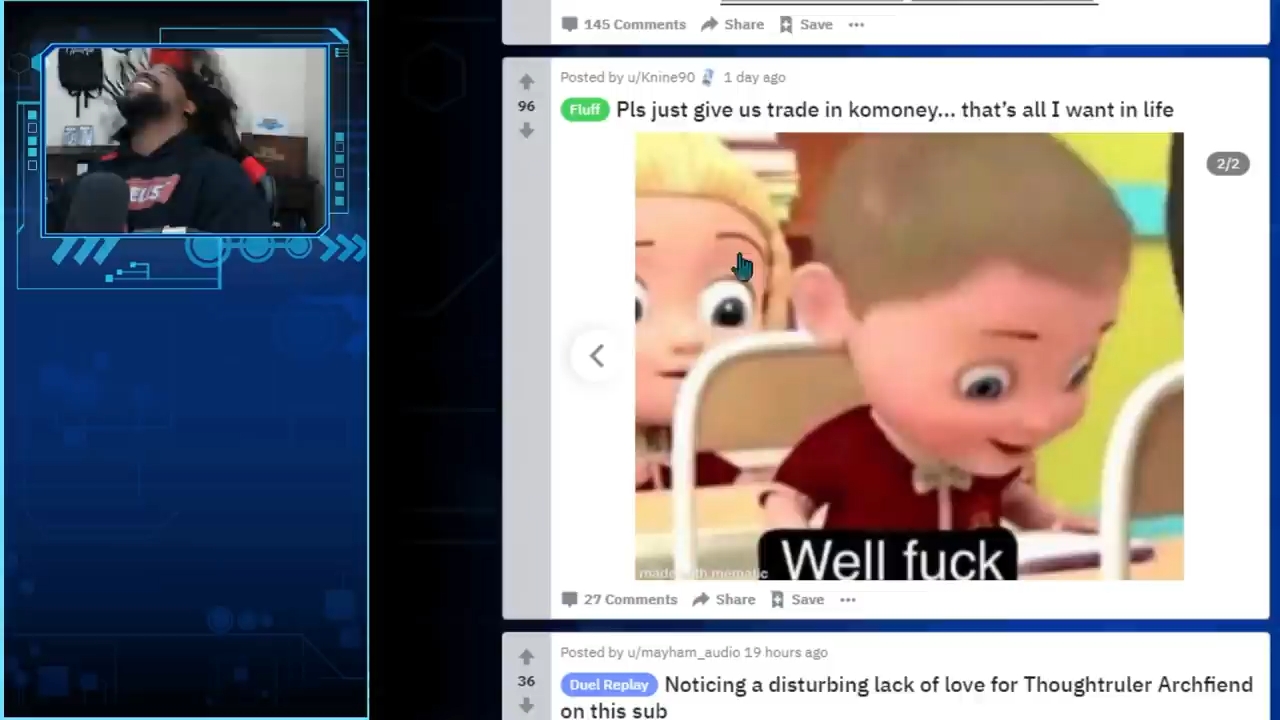 145 Comments Share Save
Posted by u/Knine90 1 day ago
96
Fluff Pls just give us trade in komoney... that's all I want in life
2/2
Well fuck
made with mematic
27 Comments Share Save
Posted by u/mayham_audio 19 hours ago
36
Duel Replay Noticing a disturbing lack of love for Thoughtruler Archfiend
on this sub